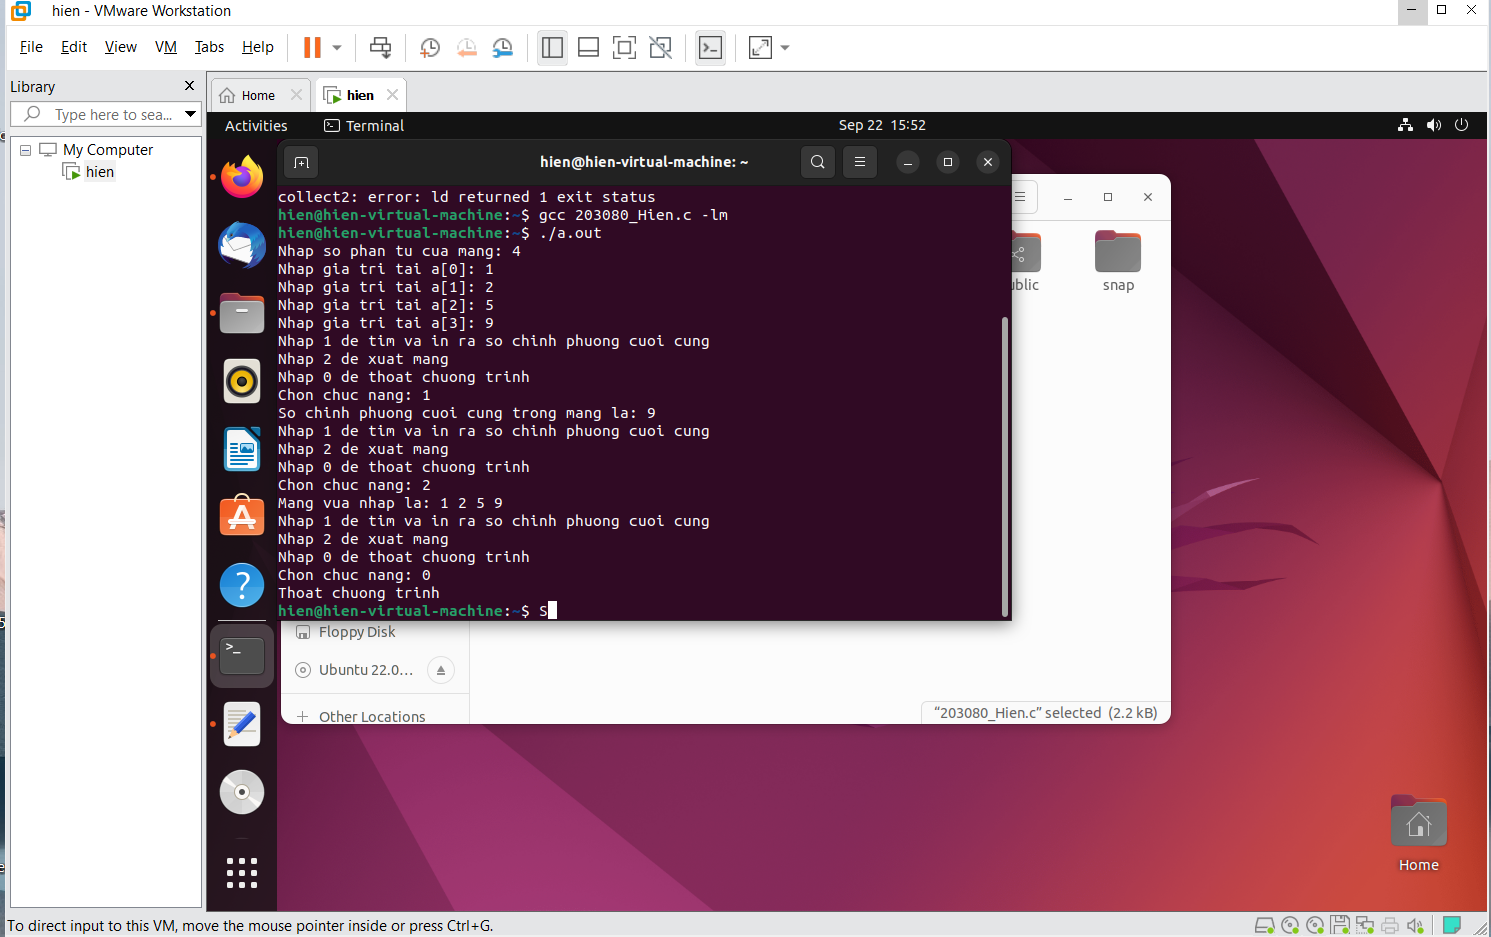 hien - VMware Workstation
File Edit View VM Tabs Help
Library
Type here to sea...
My Computer
hien
Home
hien
Activities
Terminal
Sep 22 15:52
hien@hien-virtual-machine: ~
collect2: error: ld returned 1 exit status
hien@hien-virtual-machine:~$ gcc 203080_Hien.c -lm
hien@hien-virtual-machine:~$ ./a.out
Nhap so phan tu cua mang: 4
Nhap gia tri tai a[0]: 1
Nhap gia tri tai a[1]: 2
Nhap gia tri tai a[2]: 5
Nhap gia tri tai a[3]: 9
Nhap 1 de tim va in ra so chinh phuong cuoi cung
Nhap 2 de xuat mang
Nhap 0 de thoat chuong trinh
Chon chuc nang: 1
So chinh phuong cuoi cung trong mang la: 9
Nhap 1 de tim va in ra so chinh phuong cuoi cung
Nhap 2 de xuat mang
Nhap 0 de thoat chuong trinh
Chon chuc nang: 2
Mang vua nhap la: 1 2 5 9
Nhap 1 de tim va in ra so chinh phuong cuoi cung
Nhap 2 de xuat mang
Nhap 0 de thoat chuong trinh
Chon chuc nang: 0
Thoat chuong trinh
hien@hien-virtual-machine:~$ S
ublic
snap
Floppy Disk
Ubuntu 22.0...
Other Locations
“203080_Hien.c” selected (2.2 kB)
Home
To direct input to this VM, move the mouse pointer inside or press Ctrl+G.